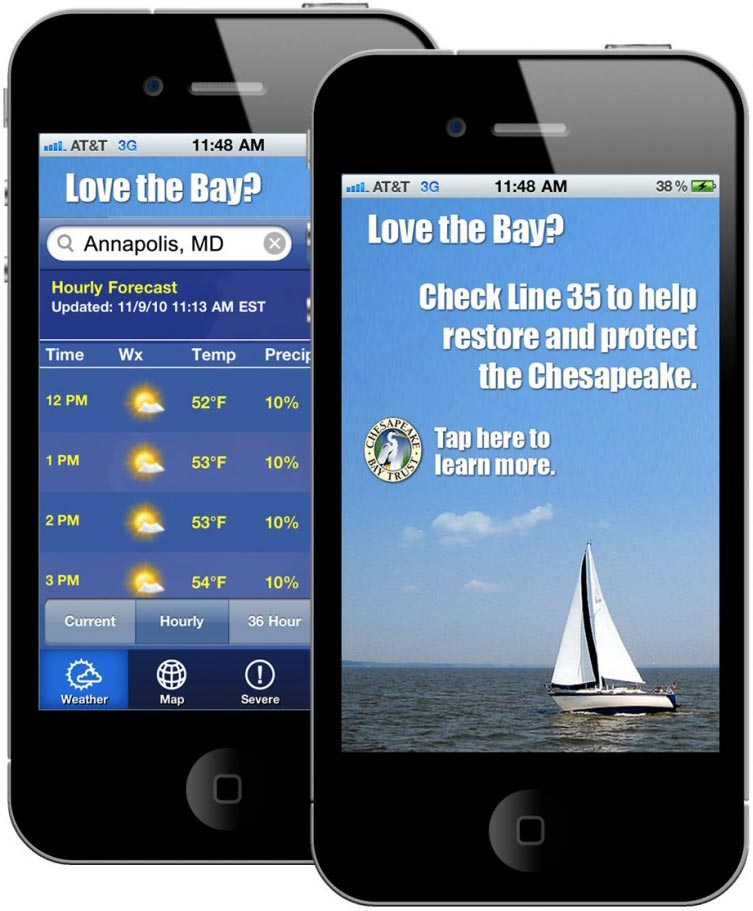 AT&T 3G 11:48 AM
Love the Bay?
Annapolis, MD
Hourly Forecast
Updated: 11/9/10 11:13 AM EST
Time Wx Temp Precip
12 PM 52°F 10%
1 PM 53°F 10%
2 PM 53°F 10%
3 PM 54°F 10%
Current Hourly 36 Hour
Weather Map Severe
AT&T 3G 11:48 AM 38%
Love the Bay?
Check Line 35 to help
restore and protect
the Chesapeake.
CHESAPEAKE
BAY TRUST
Tap here to
learn more.